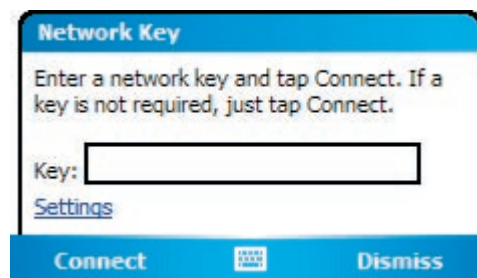 Network Key
Enter a network key and tap Connect. If a
key is not required, just tap Connect.
Key:
Settings
Connect Dismiss